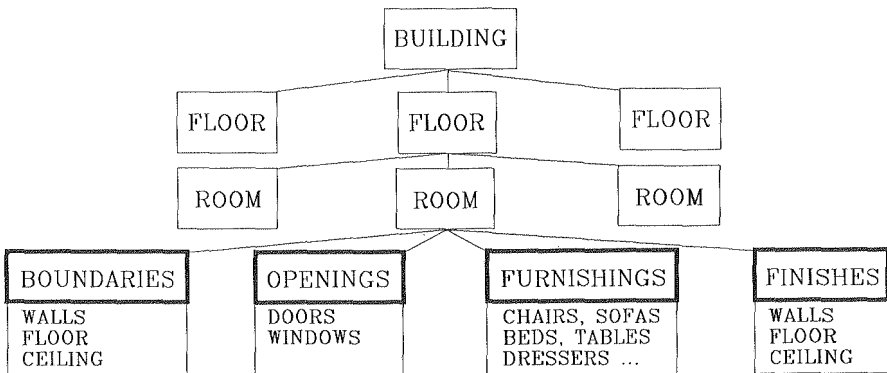 BUILDING
FLOOR FLOOR FLOOR
ROOM ROOM ROOM
BOUNDARIES OPENINGS FURNISHINGS FINISHES
WALLS DOORS CHAIRS, SOFAS WALLS
FLOOR WINDOWS BEDS, TABLES FLOOR
CEILING DRESSERS ... CEILING